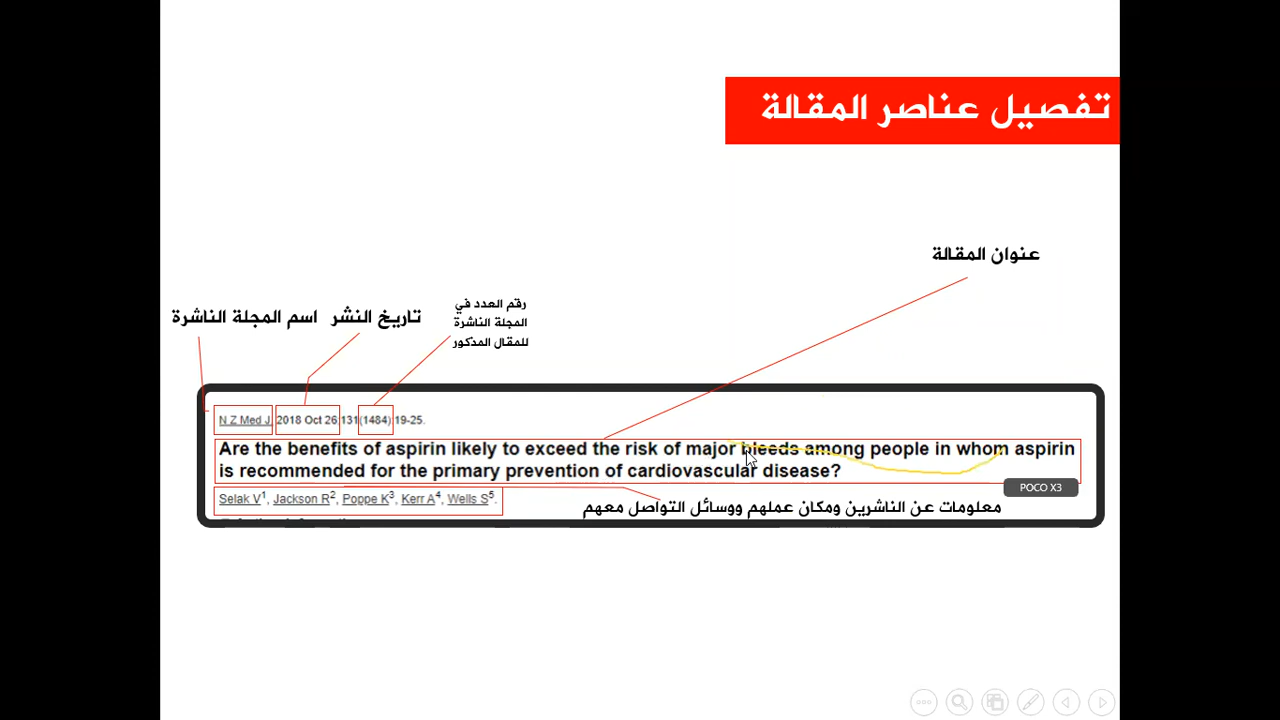 تفصيل عناصر المقالة
عنوان المقالة
رقم العدد في
المجلة الناشرة
للمقال المذكور
تاريخ النشر
اسم المجلة الناشرة
N Z Med J. 2018 Oct 26;131(1484):19-25.
Are the benefits of aspirin likely to exceed the risk of major bleeds among people in whom aspirin
is recommended for the primary prevention of cardiovascular disease?
POCO X3
Selak V1, Jackson R2, Poppe K3, Kerr A4, Wells S5.
معلومات عن الناشرين ومكان عملهم ووسائل التواصل معهم